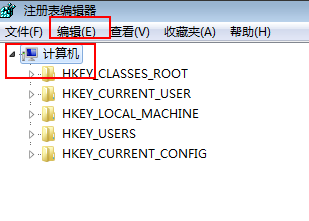 注册表编辑器
文件(F) 编辑(E) 查看(V) 收藏夹(A) 帮助(H)
计算机
HKEY_CLASSES_ROOT
HKEY_CURRENT_USER
HKEY_LOCAL_MACHINE
HKEY_USERS
HKEY_CURRENT_CONFIG